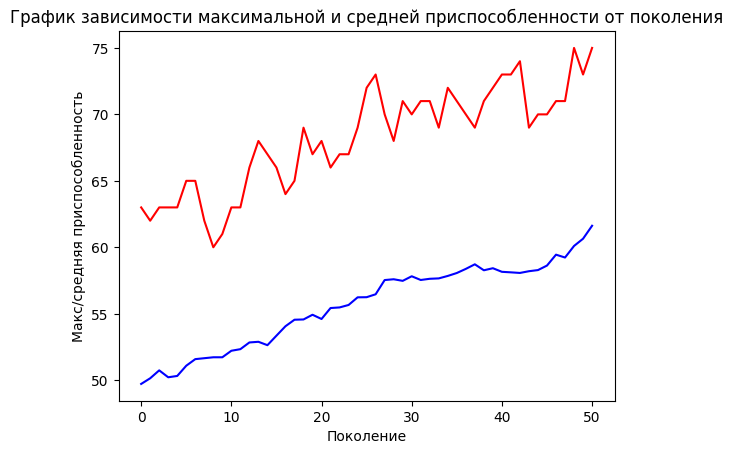 График зависимости максимальной и средней приспособленности от поколения
Макс/средняя приспособленность
75
70
65
60
55
50
0 10 20 30 40 50
Поколение